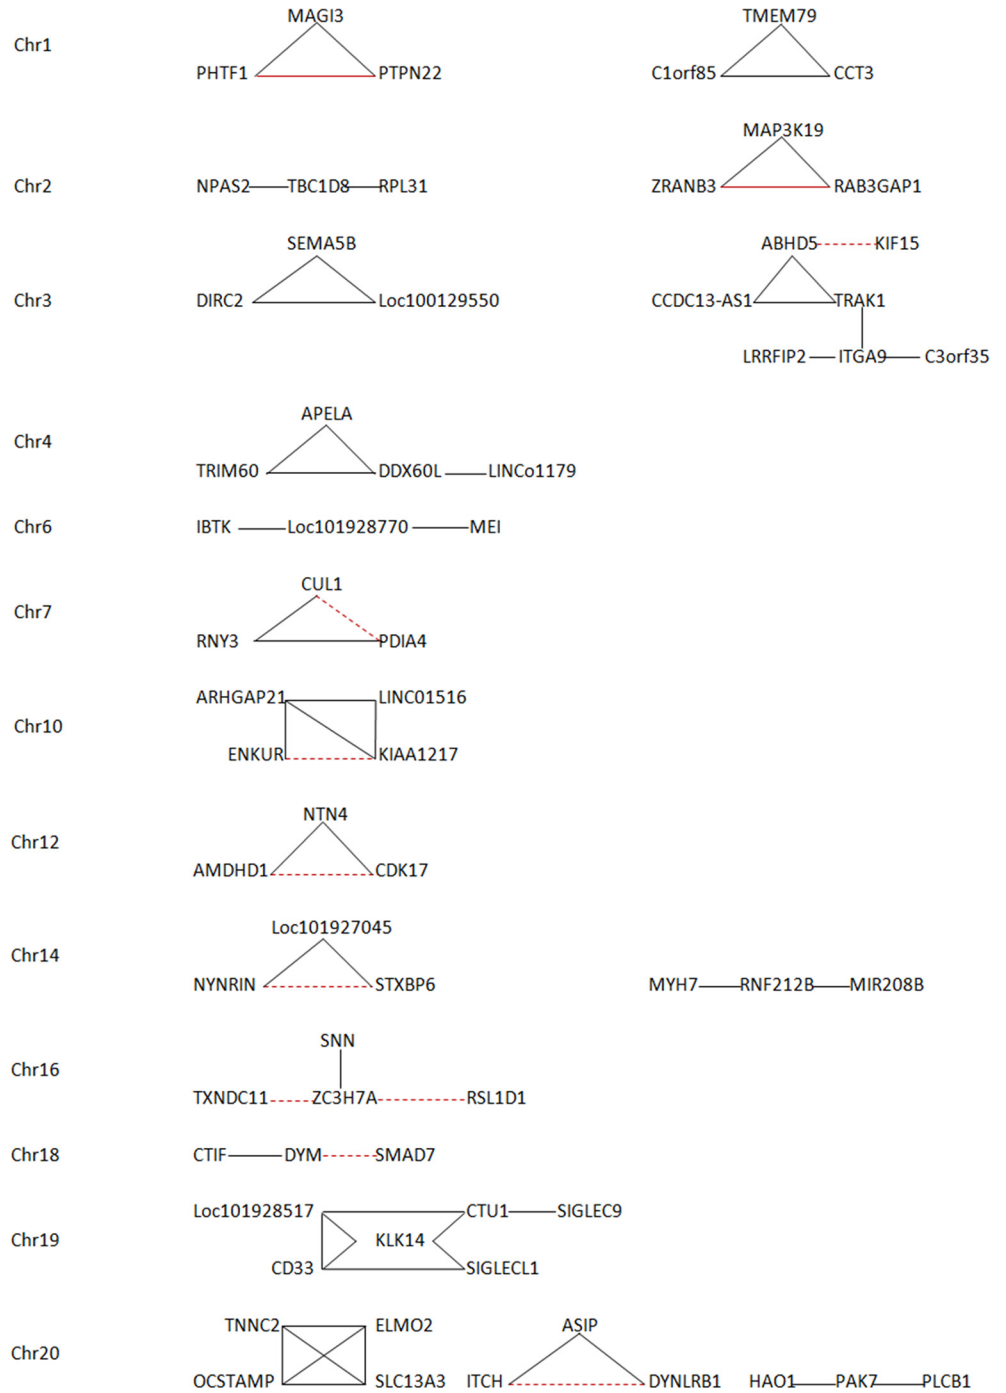 MAGI3 TMEM79
Chr1
PHTF1 PTPN22 C1orf85 CCT3
MAP3K19
Chr2 NPAS2 TBC1D8 RPL31 ZRANB3 RAB3GAP1
SEMA5B ABHD5 KIF15
Chr3 DIRC2 Loc100129550 CCDC13-AS1 TRAK1
LRRFIP2 ITGA9 C3orf35
APELA
Chr4
TRIM60 DDX60L LINCo1179
Chr6 IBTK Loc101928770 MEI
CUL1
Chr7
RNY3 PDIA4
ARHGAP21 LINC01516
Chr10
ENKUR KIAA1217
NTN4
Chr12
AMDHD1 CDK17
Loc101927045
Chr14
NYNRIN STXBP6 MYH7 RNF212B MIR208B
SNN
Chr16
TXNDC11 ZC3H7A RSL1D1
Chr18 CTIF DYM SMAD7
Loc101928517 CTU1 SIGLEC9
Chr19 KLK14
CD33 SIGLECL1
TNNC2 ELMO2 ASIP
Chr20
OCSTAMP SLC13A3 ITCH DYNLRB1 HAO1 PAK7 PLCB1